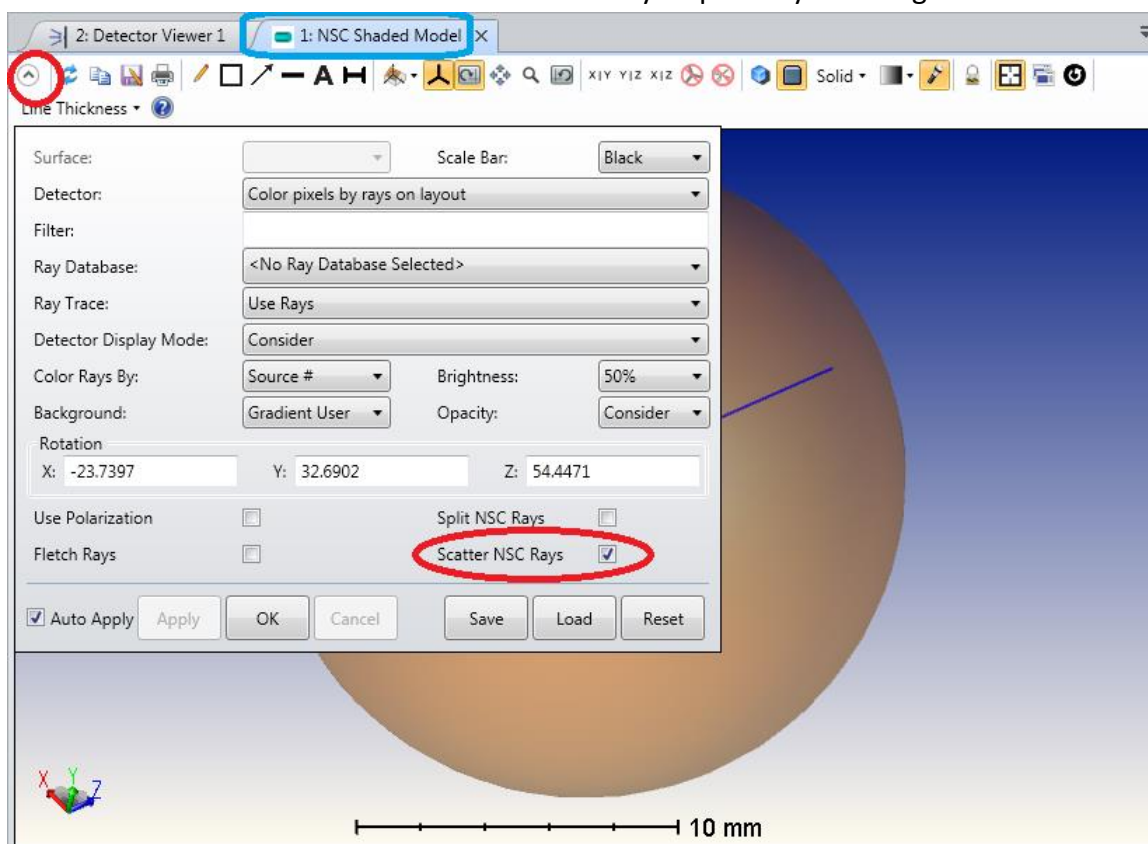 2: Detector Viewer 1 1: NSC Shaded Model
A H X|Y Y|Z X|Z Solid
Line Thickness
Surface: Scale Bar: Black
Detector: Color pixels by rays on layout
Filter:
Ray Database: <No Ray Database Selected>
Ray Trace: Use Rays
Detector Display Mode: Consider
Color Rays By: Source # Brightness: 50%
Background: Gradient User Opacity: Consider
Rotation
X: -23.7397 Y: 32.6902 Z: 54.4471
Use Polarization Split NSC Rays
Fletch Rays Scatter NSC Rays
Auto Apply Apply OK Cancel Save Load Reset
X Y Z
10 mm